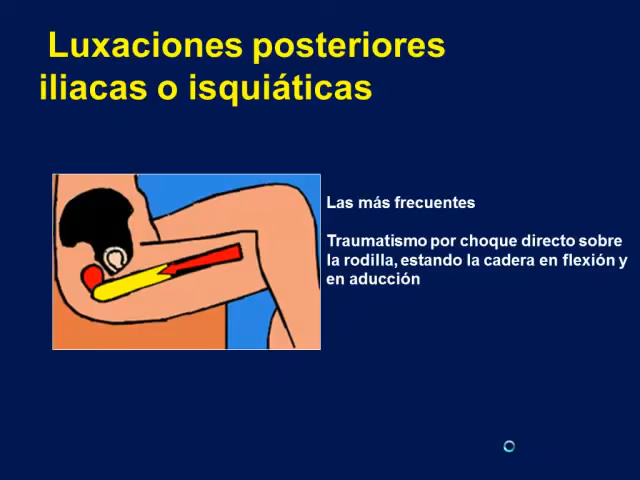 Luxaciones posteriores
iliacas o isquiáticas
Las más frecuentes
Traumatismo por choque directo sobre
la rodilla, estando la cadera en flexión y
en aducción